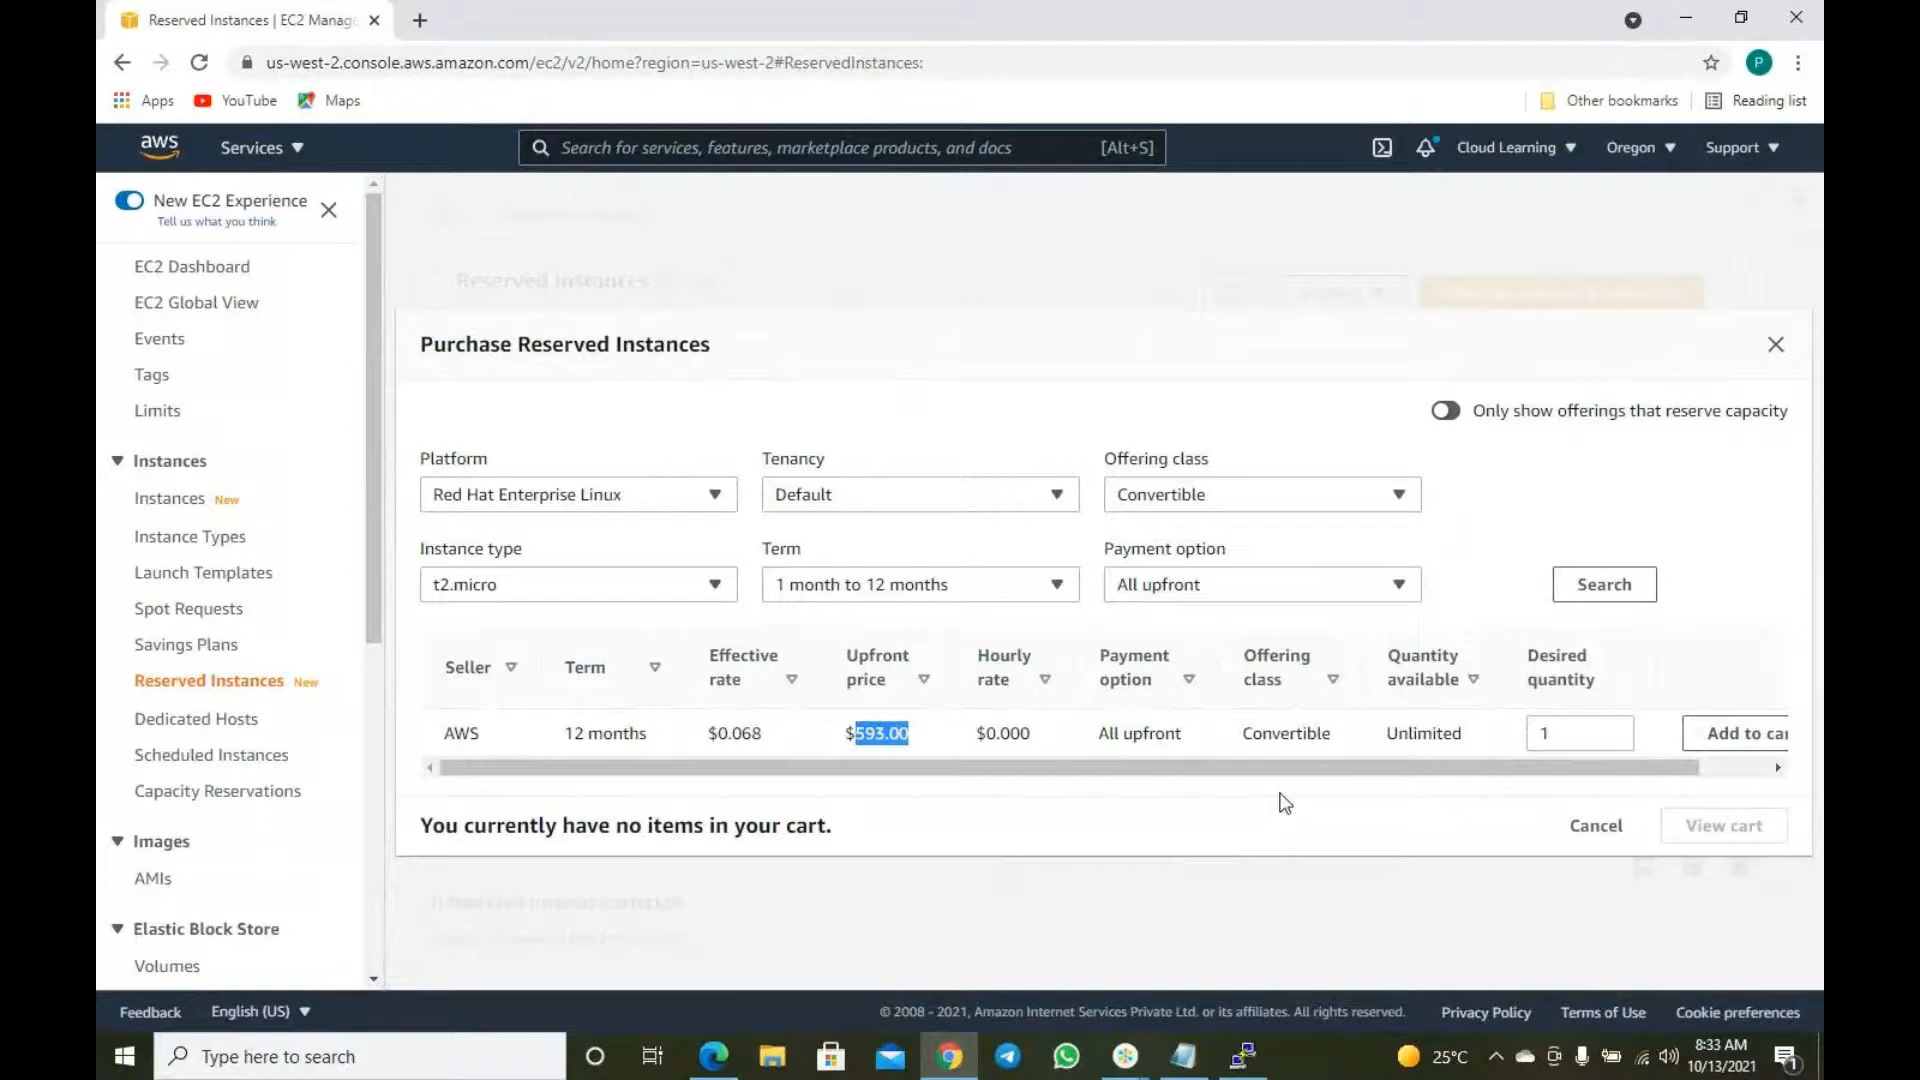 Reserved Instances | EC2 Manag
us-west-2.console.aws.amazon.com/ec2/v2/home?region=us-west-2#ReservedInstances:
P
Apps YouTube Maps Other bookmarks Reading list
aws Services Search for services, features, marketplace products, and docs [Alt+S] Cloud Learning Oregon Support
New EC2 Experience
Tell us what you think
EC2 Dashboard
EC2 Global View
Events
Tags
Limits
Instances
Instances New
Instance Types
Launch Templates
Spot Requests
Savings Plans
Reserved Instances New
Dedicated Hosts
Scheduled Instances
Capacity Reservations
Images
AMIs
Elastic Block Store
Volumes
Reserved Instances
Purchase Reserved Instances
Only show offerings that reserve capacity
Platform Tenancy Offering class
Red Hat Enterprise Linux Default Convertible
Instance type Term Payment option
t2.micro 1 month to 12 months All upfront Search
Seller Term Effective rate Upfront price Hourly rate Payment option Offering class Quantity available Desired quantity
AWS 12 months $0.068 $593.00 $0.000 All upfront Convertible Unlimited 1 Add to car
You currently have no items in your cart. Cancel View cart
Feedback English (US) © 2008 - 2021, Amazon Internet Services Private Ltd. or its affiliates. All rights reserved. Privacy Policy Terms of Use Cookie preferences
Type here to search 25°C 8:33 AM
10/13/2021 1